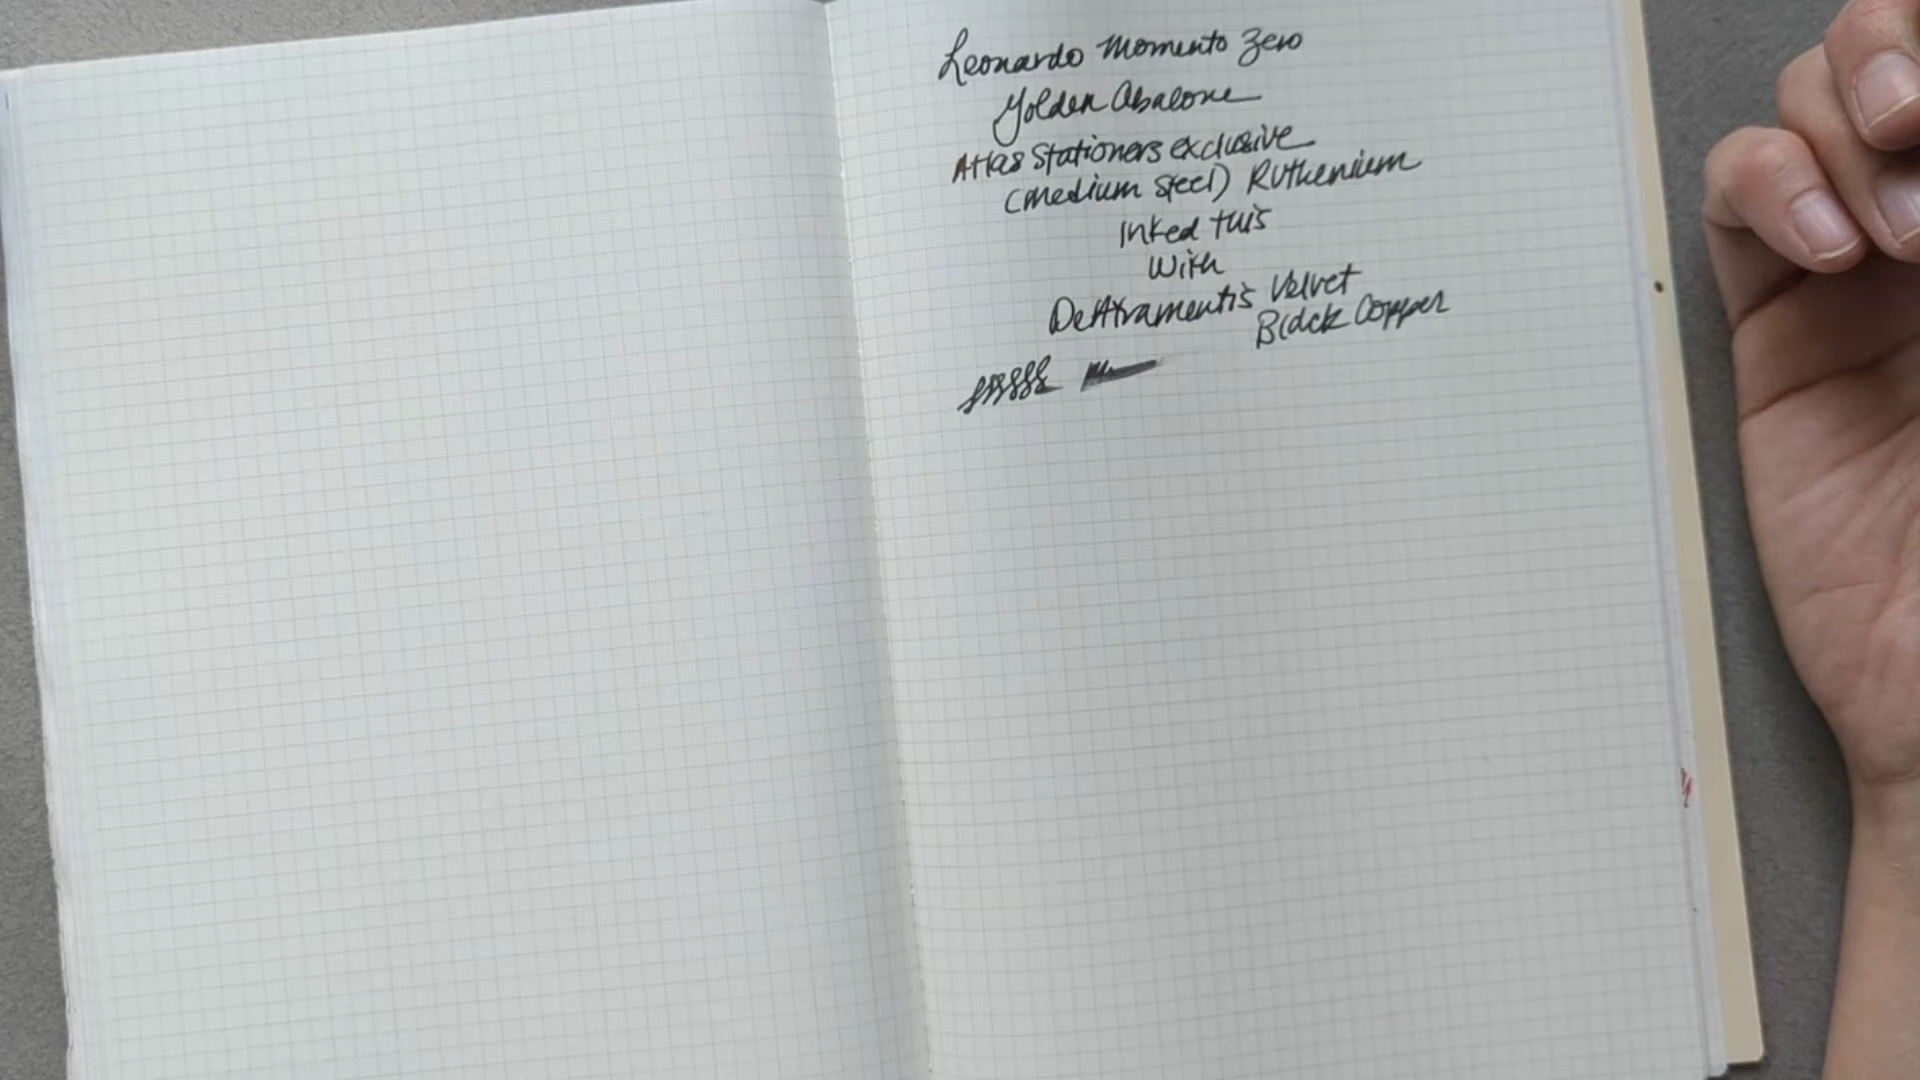 Leonardo Momento Zero
Golden Abalone
Atlas Stationers exclusive
(Medium Steel) Ruthenium
Inked this
With
DeAtramentis Velvet
Black Copper